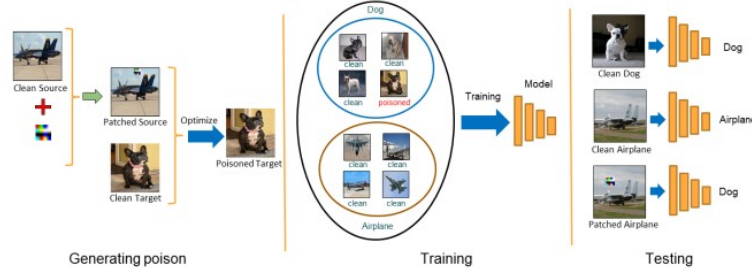 Clean Source
Patched Source
Clean Target
Optimize
Poisoned Target
Generating poison
Dog
clean
clean
clean
poisoned
clean
clean
clean
clean
Airplane
Training
Model
Training
Clean Dog
Dog
Clean Airplane
Airplane
Patched Airplane
Dog
Testing